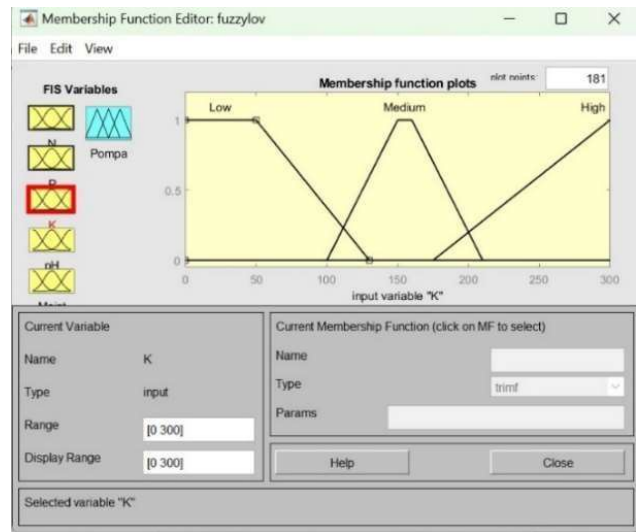 Membership Function Editor: fuzzylov
File Edit View
FIS Variables
N
Pompa
P
K
pH
Membership function plots
plot points:
181
Low
Medium
High
1
0.5
0
0 50 100 150 200 250 300
input variable "K"
Current Variable
Name K
Type input
Range [0 300]
Display Range [0 300]
Current Membership Function (click on MF to select)
Name
Type trimf
Params
Help
Close
Selected variable "K"